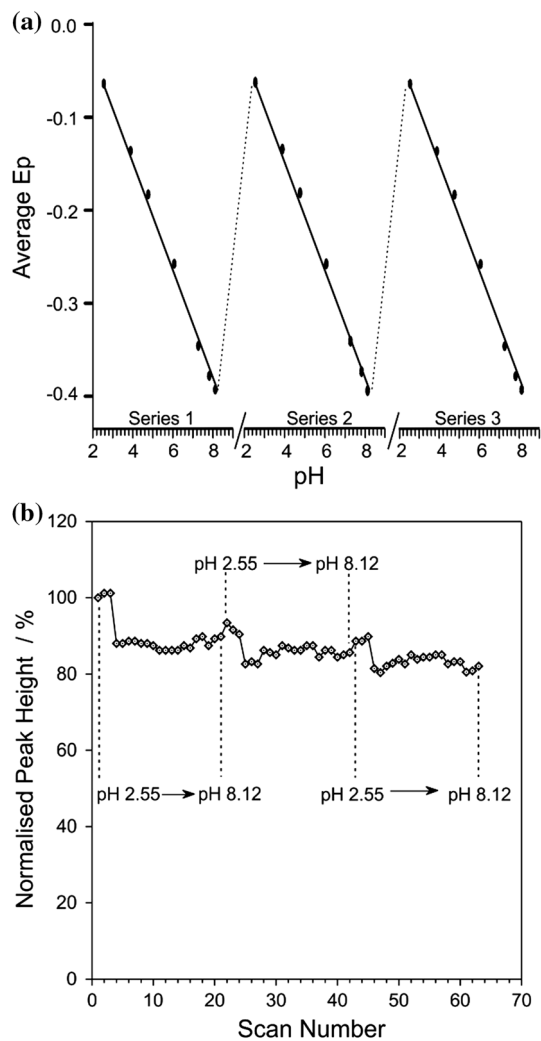 (a)
0.0
-0.1
-0.2
-0.3
-0.4
Average Ep
Series 1
Series 2
Series 3
2 4 6 8 2 4 6 8 2 4 6 8
pH
(b)
120
100
80
60
40
20
0
Normalised Peak Height / %
pH 2.55 pH 8.12
pH 2.55 pH 8.12
pH 2.55 pH 8.12
0 10 20 30 40 50 60 70
Scan Number